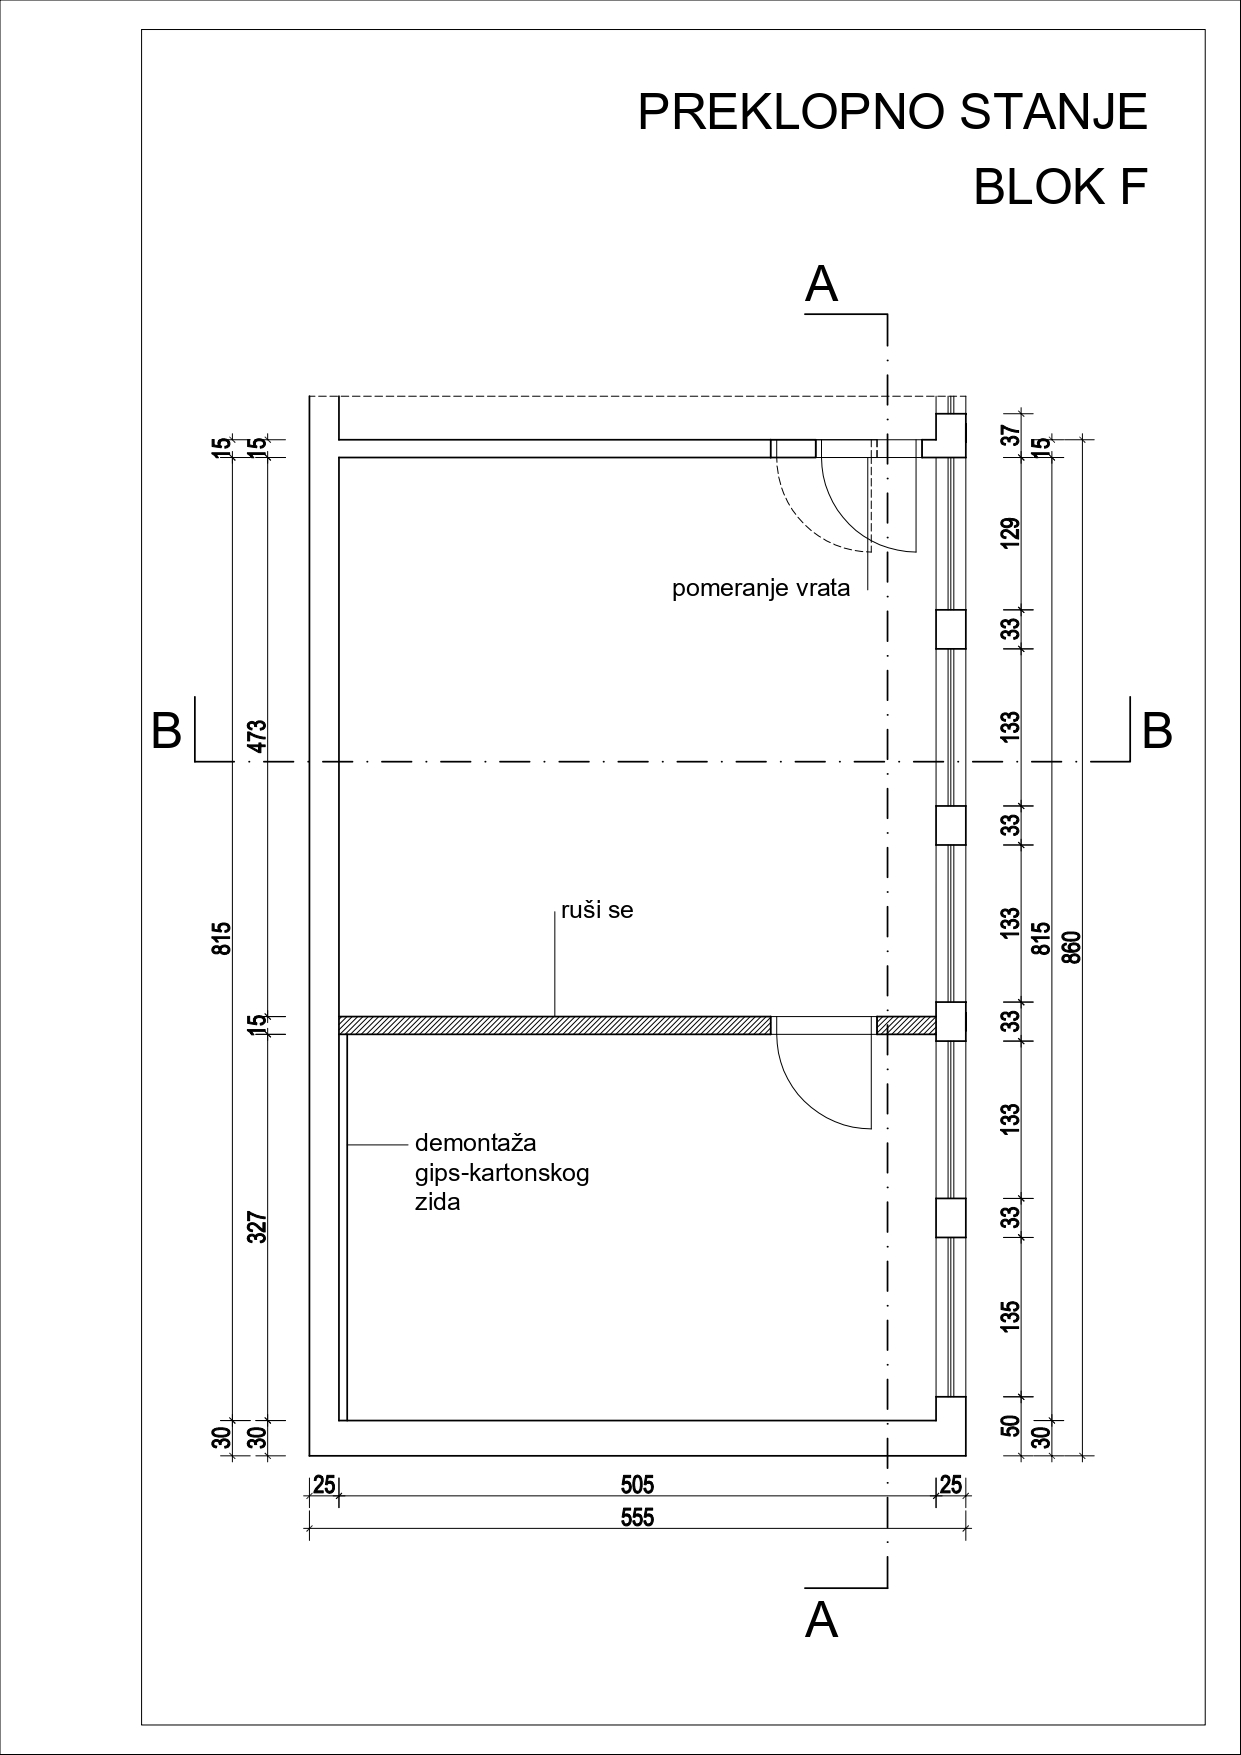 PREKLOPNO STANJE
BLOK F
A
15
15
37
15
129
pomeranje vrata
33
B
473
133
B
33
ruši se
815
133
815
860
15
33
demontaža
gips-kartonskog
zida
133
327
33
135
30
30
50
30
25
505
25
555
A